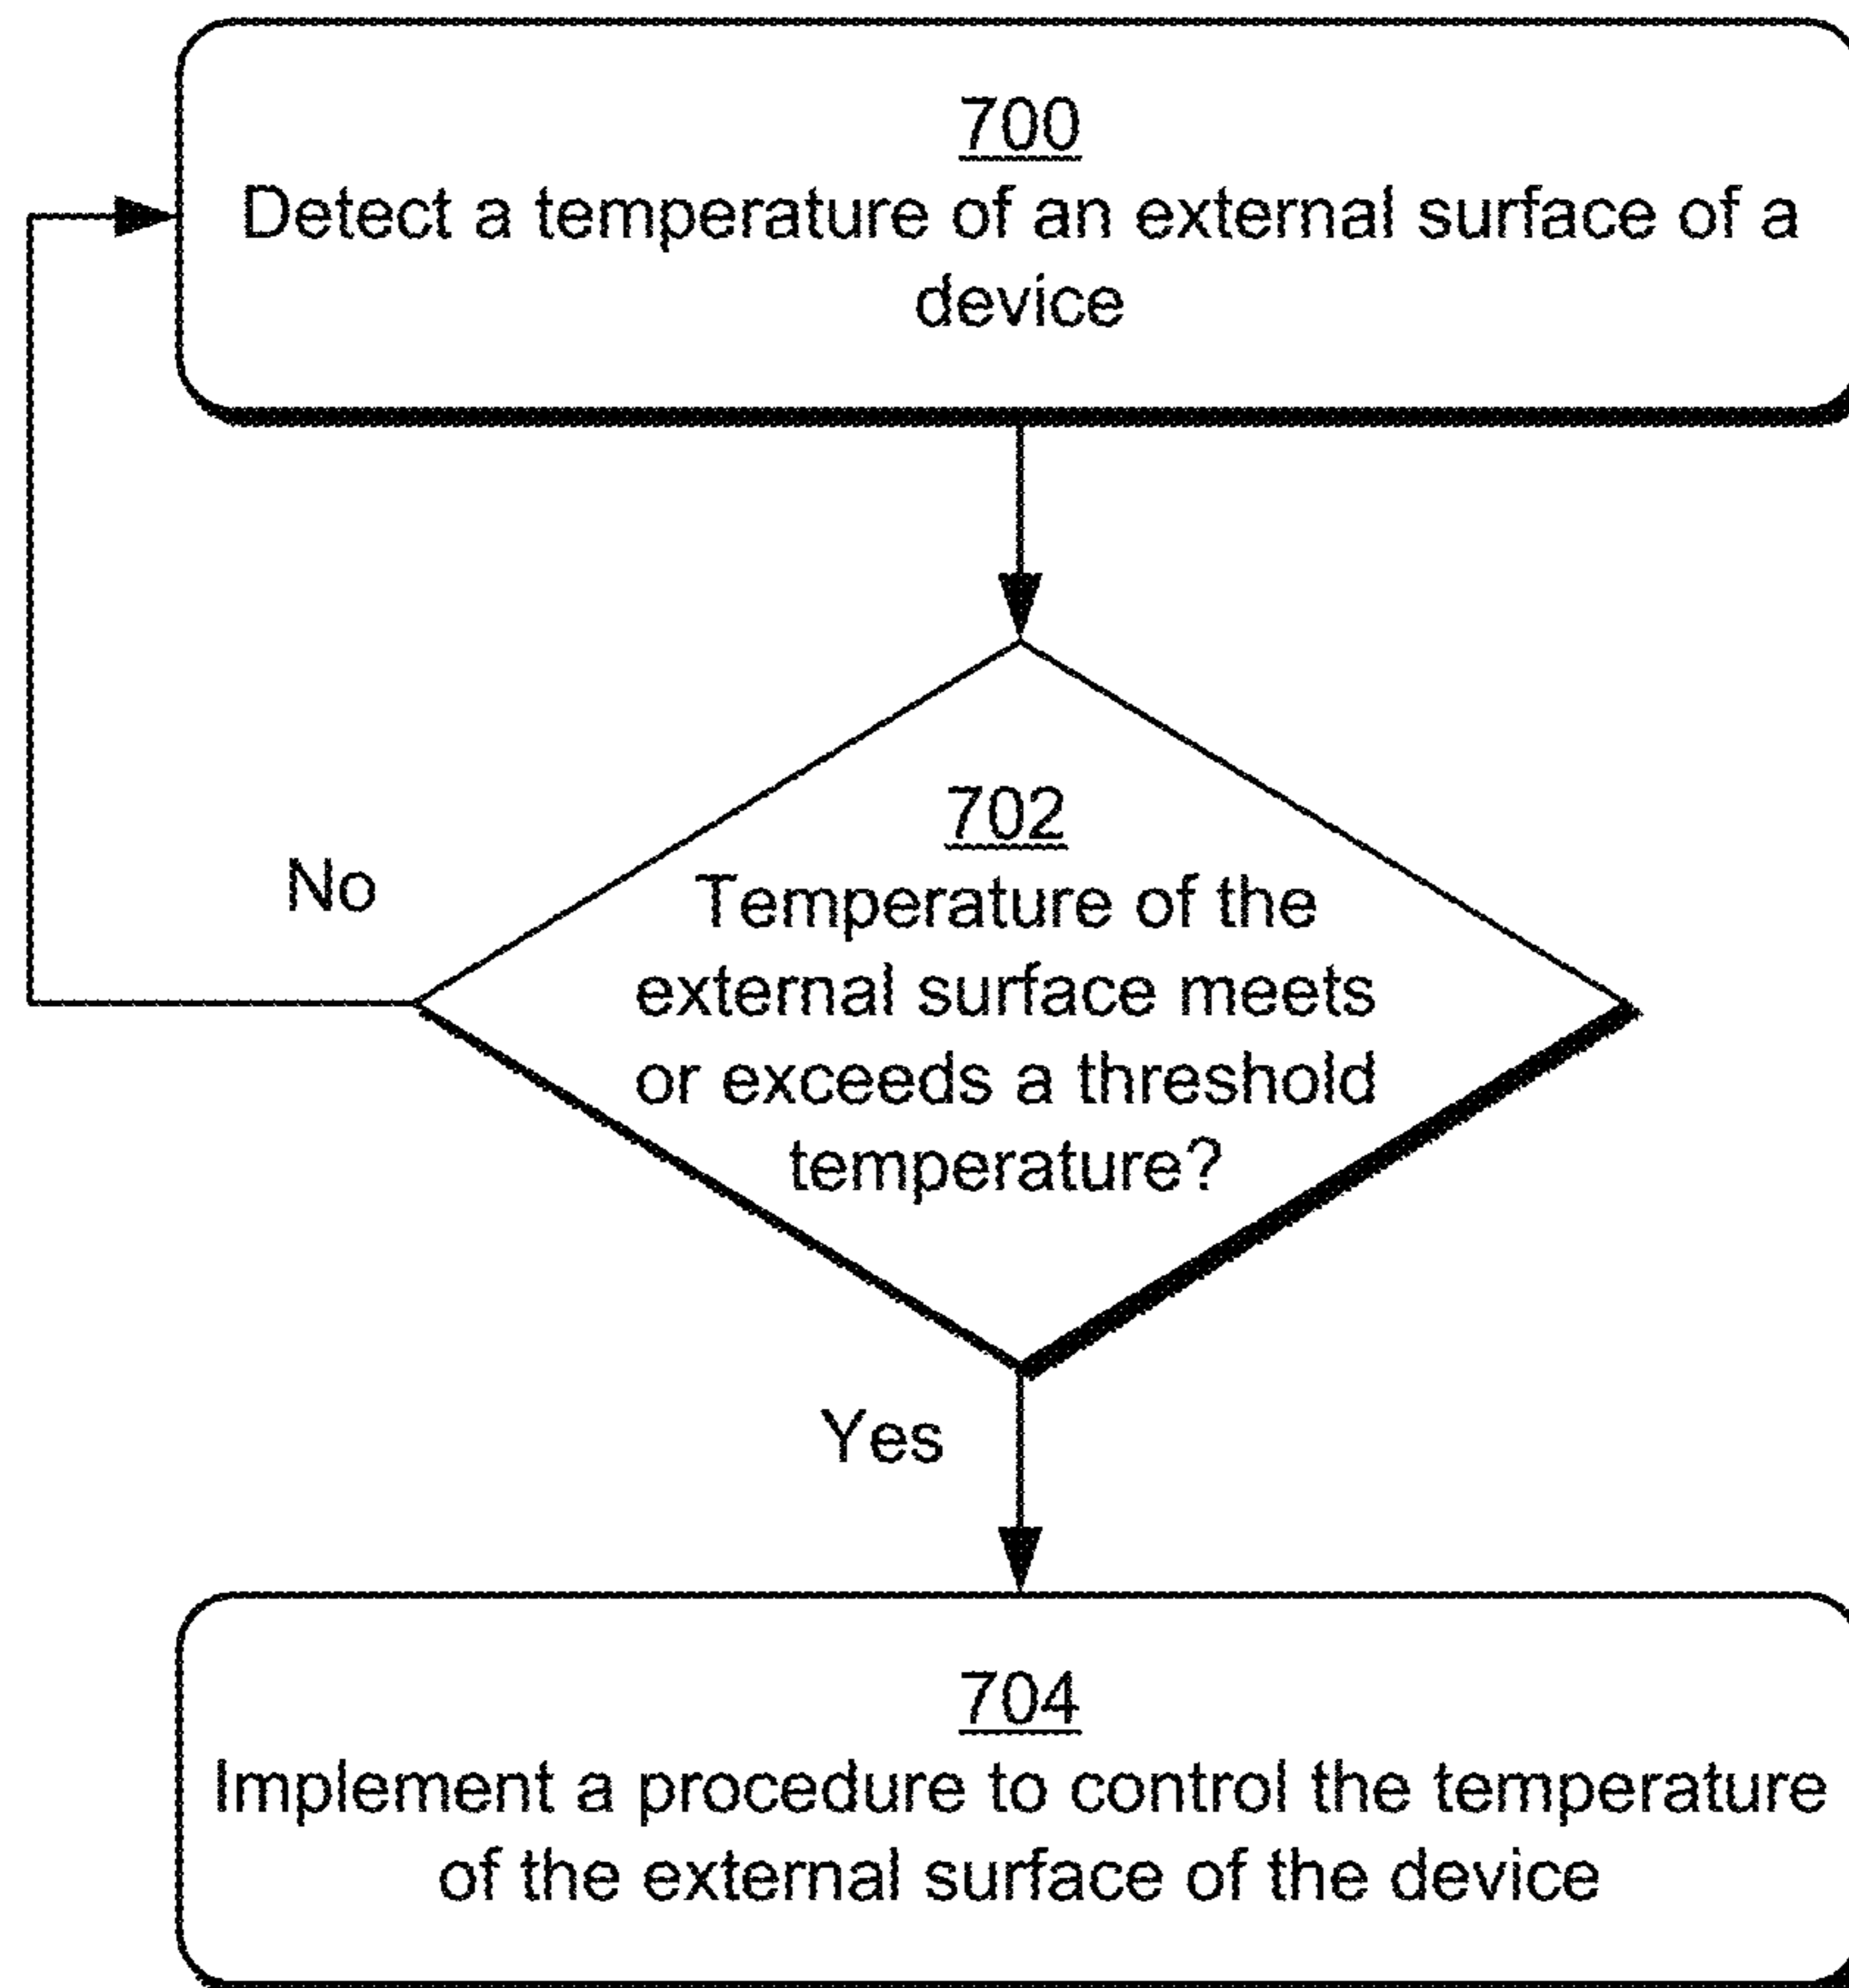 700
Detect a temperature of an external surface of a
device
702
Temperature of the
external surface meets
or exceeds a threshold
temperature?
No
Yes
704
Implement a procedure to control the temperature
of the external surface of the device